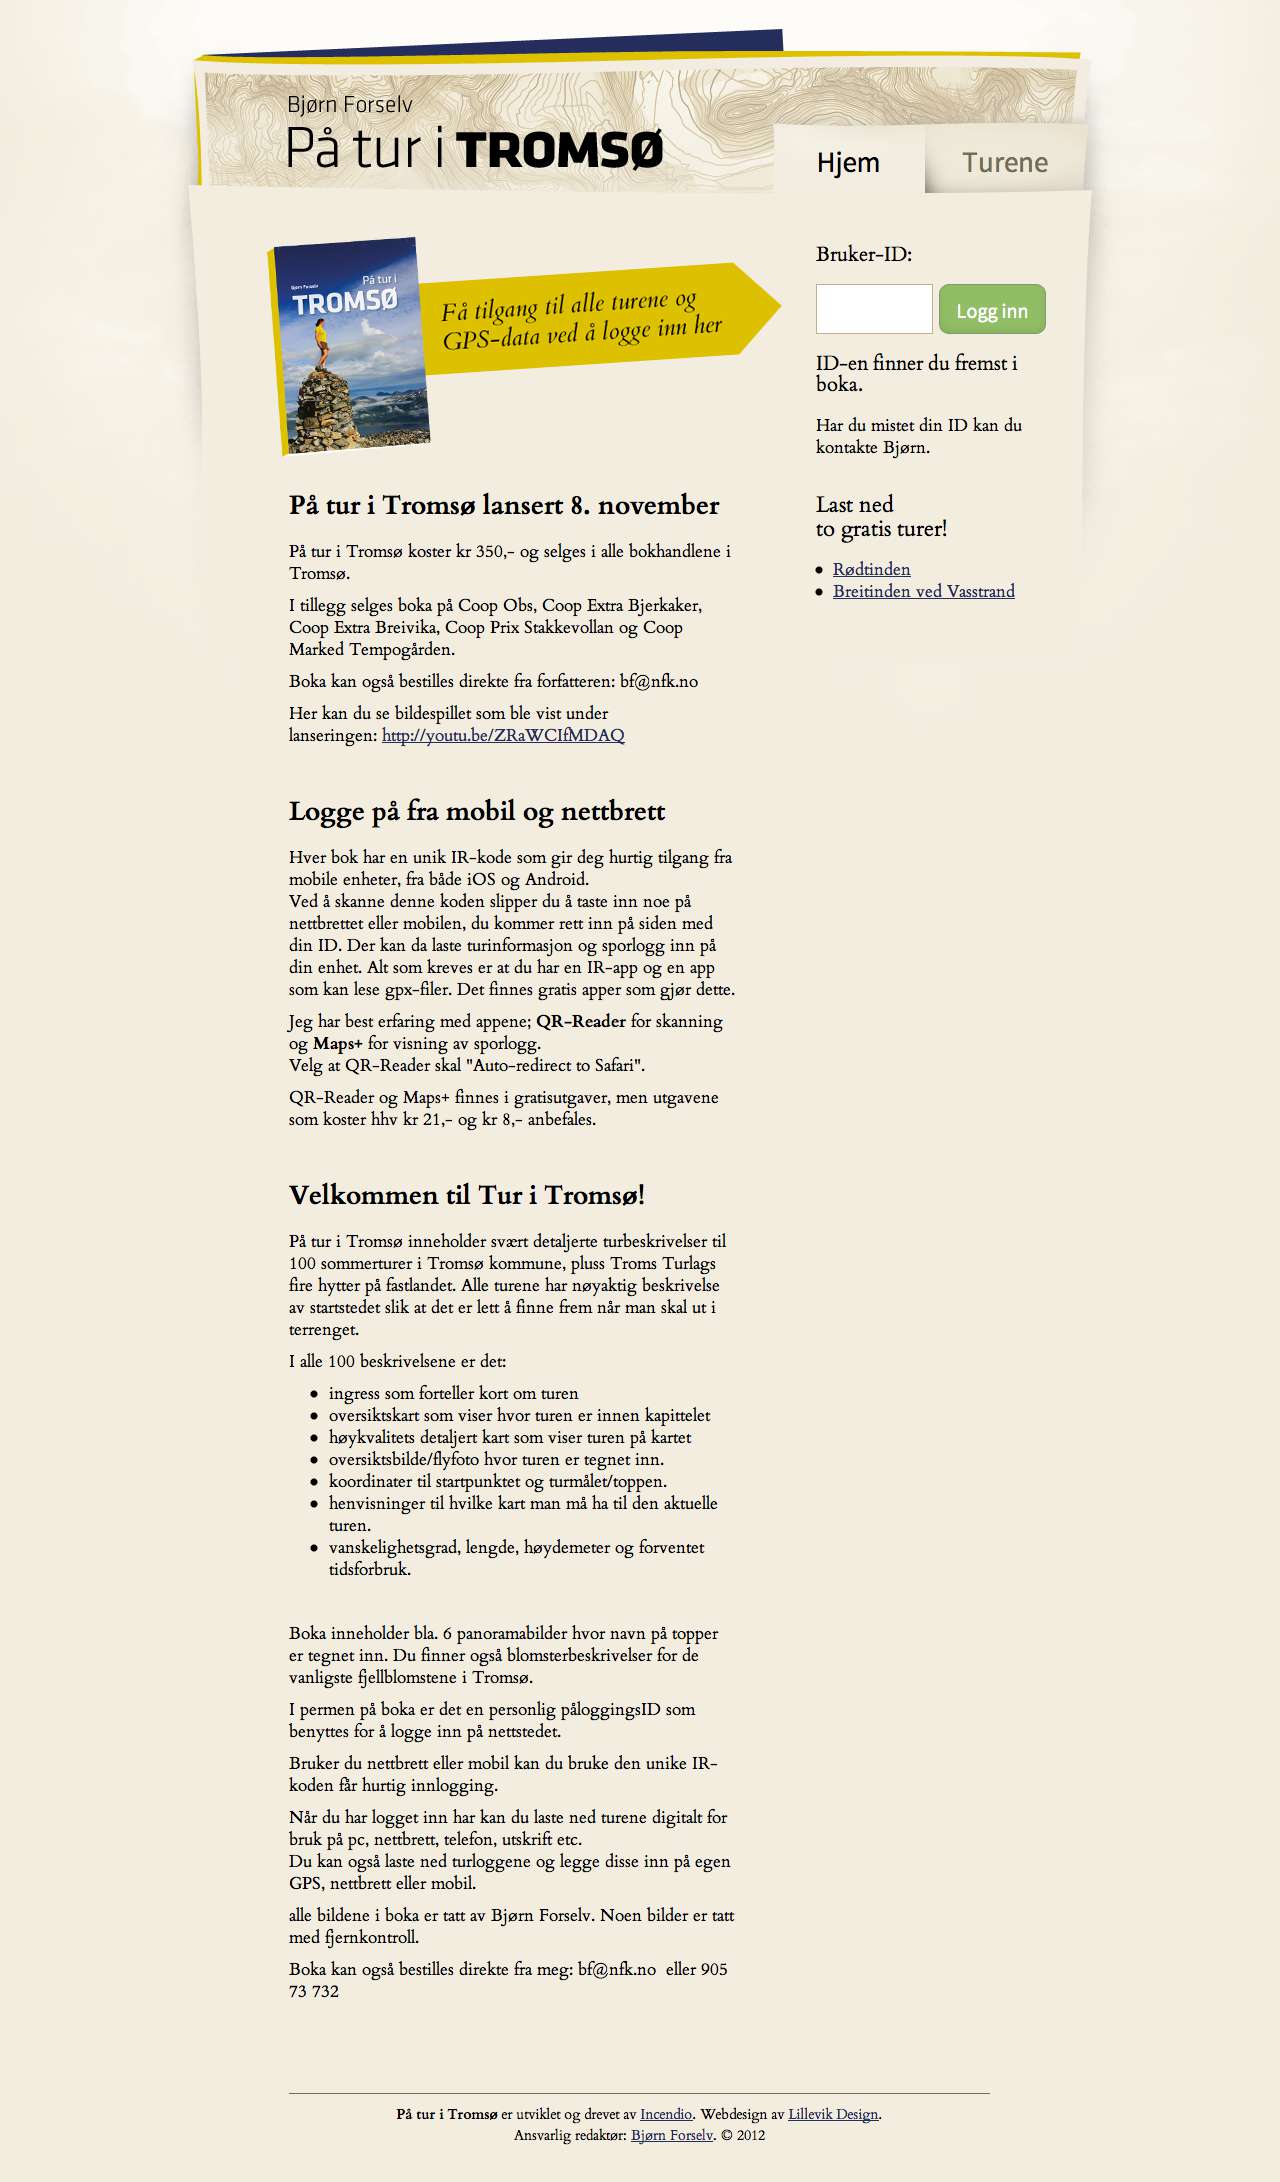 Bjørn Forselv
På tur i TROMSØ
Hjem
Turene
Bjørn Forselv
På tur i
TROMSØ
Få tilgang til alle turene og
GPS-data ved å logge inn her
Bruker-ID:
Logg inn
ID-en finner du fremst i
boka.
Har du mistet din ID kan du
kontakte Bjørn.
Last ned
to gratis turer!
Rødtinden
Breitinden ved Vasstrand
På tur i Tromsø lansert 8. november
På tur i Tromsø koster kr 350,- og selges i alle bokhandlene i
Tromsø.
I tillegg selges boka på Coop Obs, Coop Extra Bjerkaker,
Coop Extra Breivika, Coop Prix Stakkevollan og Coop
Marked Tempogården.
Boka kan også bestilles direkte fra forfatteren: bf@nfk.no
Her kan du se bildespillet som ble vist under
lanseringen: http://youtu.be/ZRaWCIfMDAQ
Logge på fra mobil og nettbrett
Hver bok har en unik IR-kode som gir deg hurtig tilgang fra
mobile enheter, fra både iOS og Android.
Ved å skanne denne koden slipper du å taste inn noe på
nettbrettet eller mobilen, du kommer rett inn på siden med
din ID. Der kan da laste turinformasjon og sporlogg inn på
din enhet. Alt som kreves er at du har en IR-app og en app
som kan lese gpx-filer. Det finnes gratis apper som gjør dette.
Jeg har best erfaring med appene; QR-Reader for skanning
og Maps+ for visning av sporlogg.
Velg at QR-Reader skal "Auto-redirect to Safari".
QR-Reader og Maps+ finnes i gratisutgaver, men utgavene
som koster hhv kr 21,- og kr 8,- anbefales.
Velkommen til Tur i Tromsø!
På tur i Tromsø inneholder svært detaljerte turbeskrivelser til
100 sommerturer i Tromsø kommune, pluss Troms Turlags
fire hytter på fastlandet. Alle turene har nøyaktig beskrivelse
av startstedet slik at det er lett å finne frem når man skal ut i
terrenget.
I alle 100 beskrivelsene er det:
ingress som forteller kort om turen
oversiktskart som viser hvor turen er innen kapittelet
høykvalitets detaljert kart som viser turen på kartet
oversiktsbilde/flyfoto hvor turen er tegnet inn.
koordinater til startpunktet og turmålet/toppen.
henvisninger til hvilke kart man må ha til den aktuelle
turen.
vanskelighetsgrad, lengde, høydemeter og forventet
tidsforbruk.
Boka inneholder bla. 6 panoramabilder hvor navn på topper
er tegnet inn. Du finner også blomsterbeskrivelser for de
vanligste fjellblomstene i Tromsø.
I permen på boka er det en personlig påloggingsID som
benyttes for å logge inn på nettstedet.
Bruker du nettbrett eller mobil kan du bruke den unike IR-
koden får hurtig innlogging.
Når du har logget inn har kan du laste ned turene digitalt for
bruk på pc, nettbrett, telefon, utskrift etc.
Du kan også laste ned turloggene og legge disse inn på egen
GPS, nettbrett eller mobil.
alle bildene i boka er tatt av Bjørn Forselv. Noen bilder er tatt
med fjernkontroll.
Boka kan også bestilles direkte fra meg: bf@nfk.no  eller 905
73 732
På tur i Tromsø er utviklet og drevet av Incendio. Webdesign av Lillevik Design.
Ansvarlig redaktør: Bjørn Forselv. © 2012